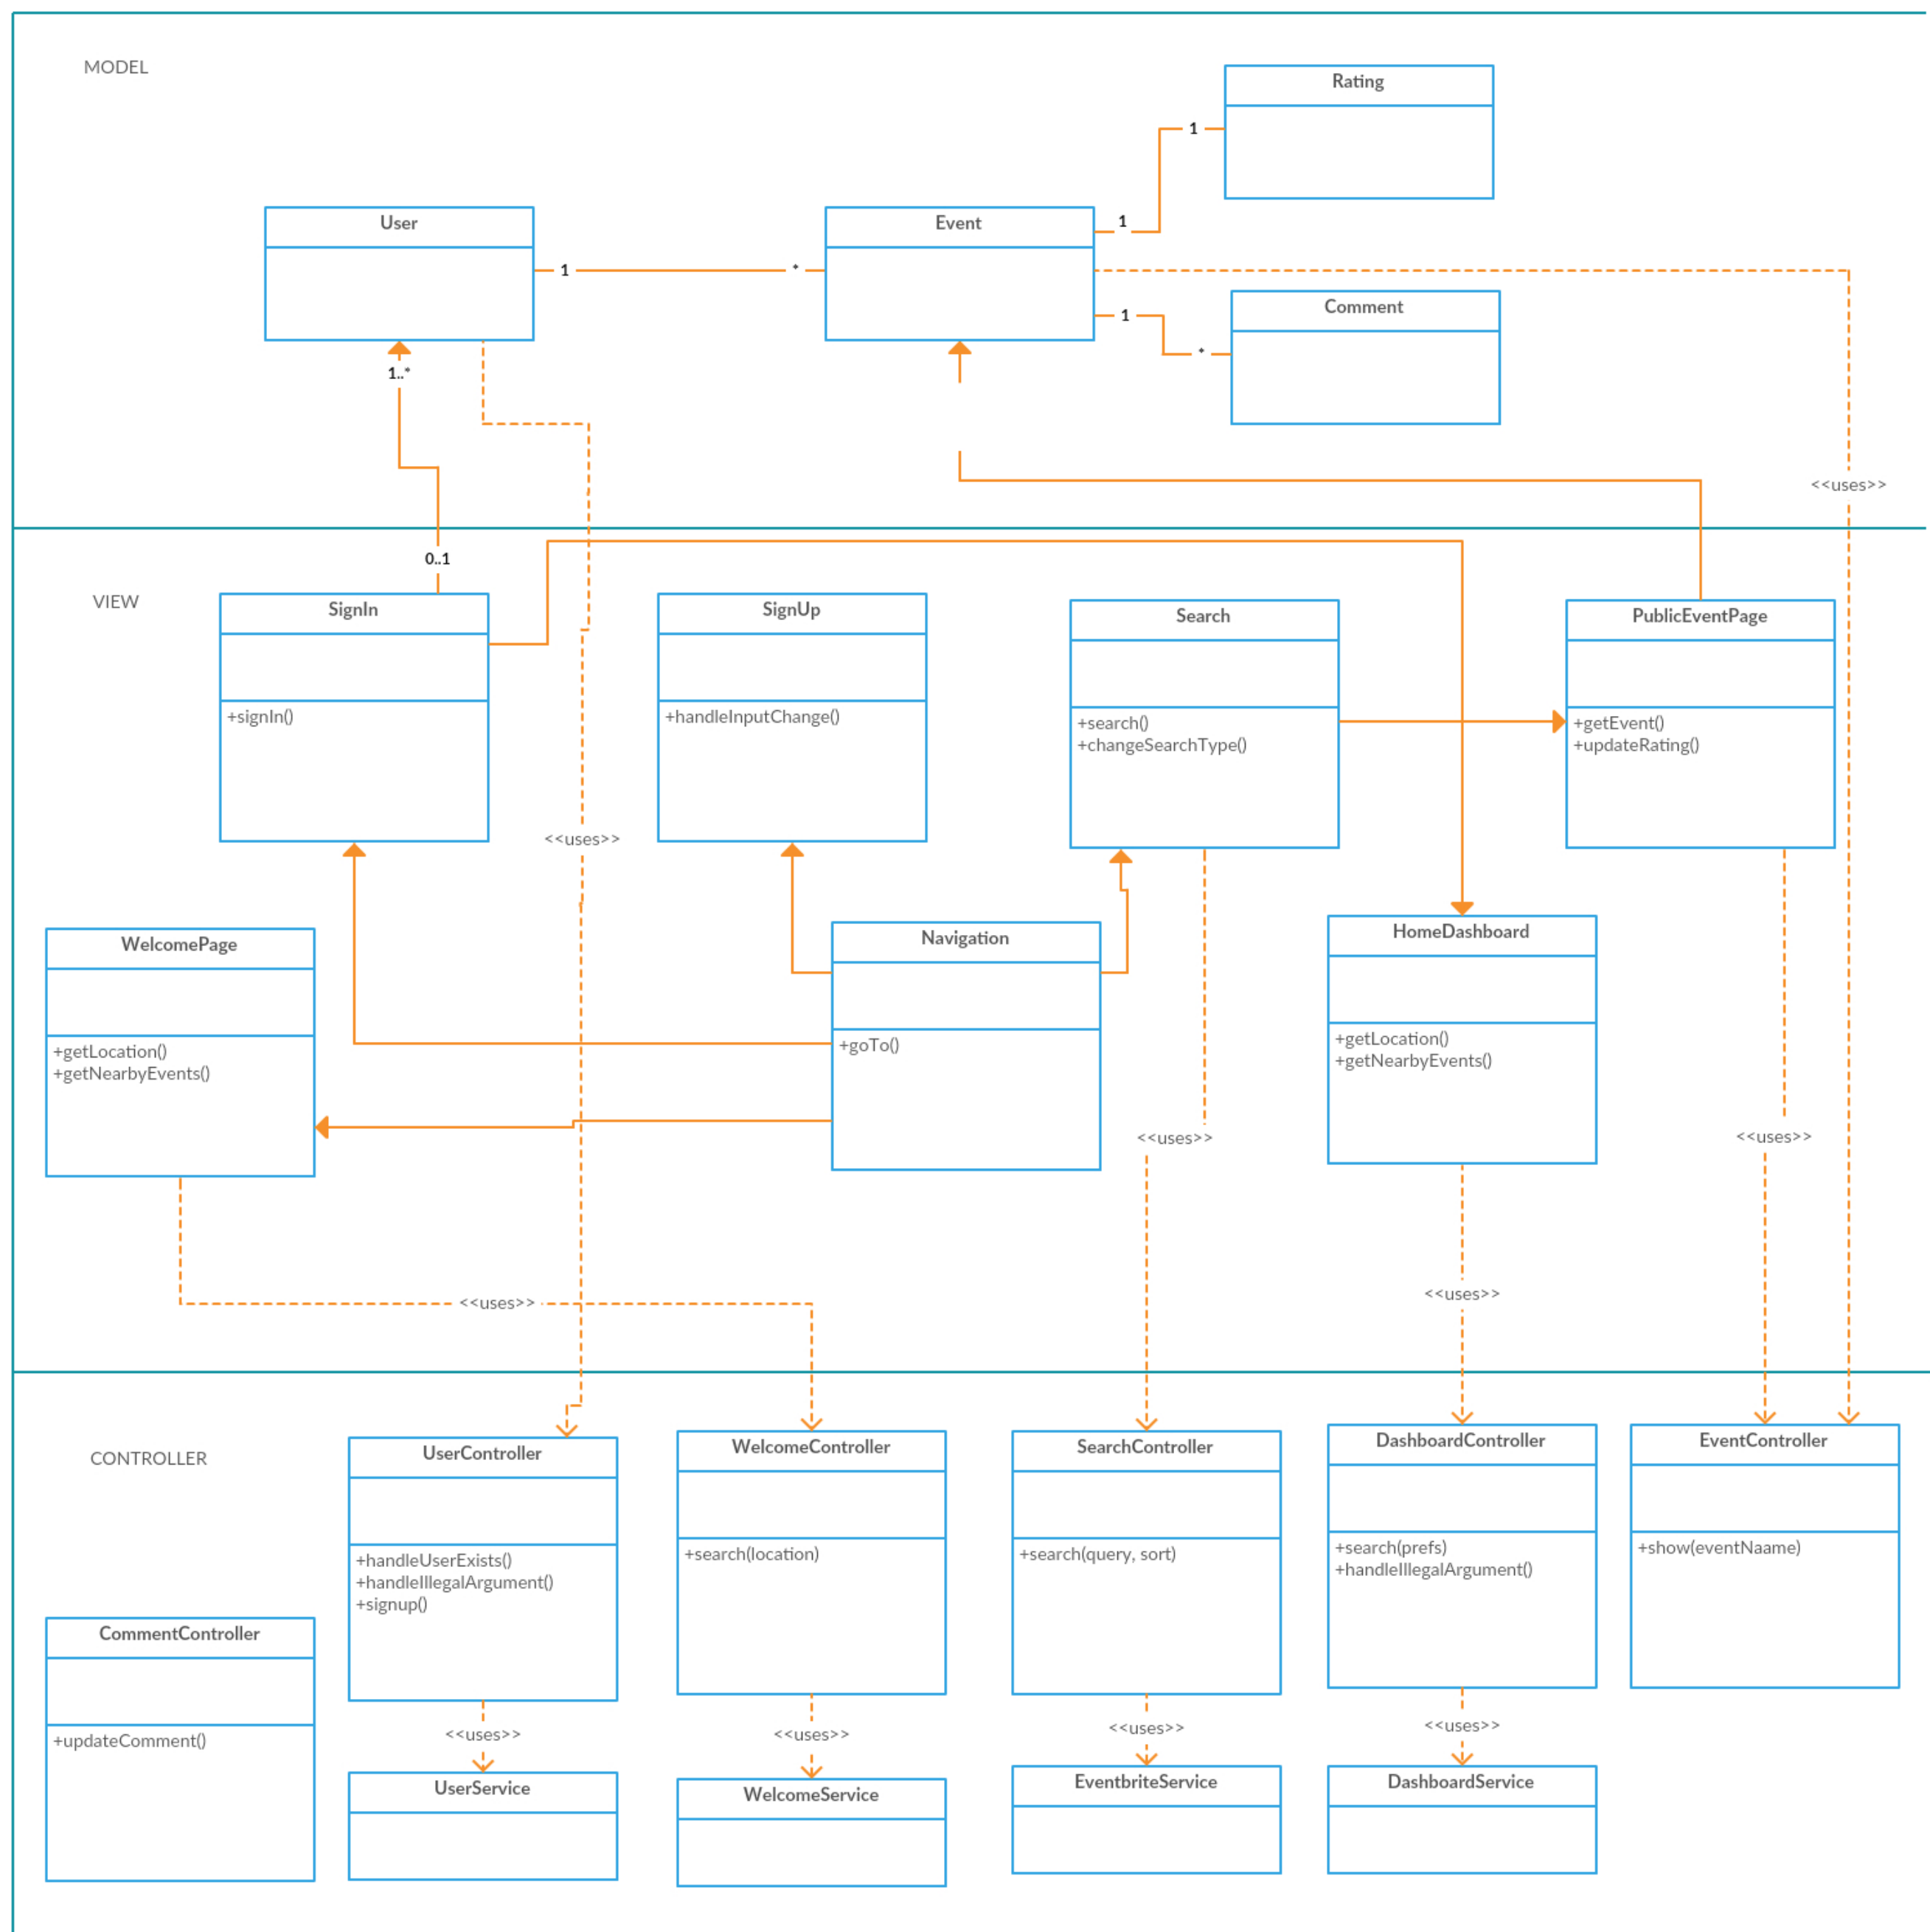 MODEL
Rating
1
User
Event
1
1
*
Comment
1
*
1..*
<<uses>>
0..1
VIEW
SignIn
SignUp
Search
PublicEventPage
+signIn()
+handleInputChange()
+search()
+changeSearchType()
+getEvent()
+updateRating()
<<uses>>
WelcomePage
Navigation
HomeDashboard
+getLocation()
+getNearbyEvents()
+goTo()
+getLocation()
+getNearbyEvents()
<<uses>>
<<uses>>
<<uses>>
<<uses>>
CONTROLLER
UserController
WelcomeController
SearchController
DashboardController
EventController
+handleUserExists()
+handleIllegalArgument()
+signup()
+search(location)
+search(query, sort)
+search(prefs)
+handleIllegalArgument()
+show(eventNaame)
CommentController
+updateComment()
<<uses>>
<<uses>>
<<uses>>
<<uses>>
UserService
WelcomeService
EventbriteService
DashboardService